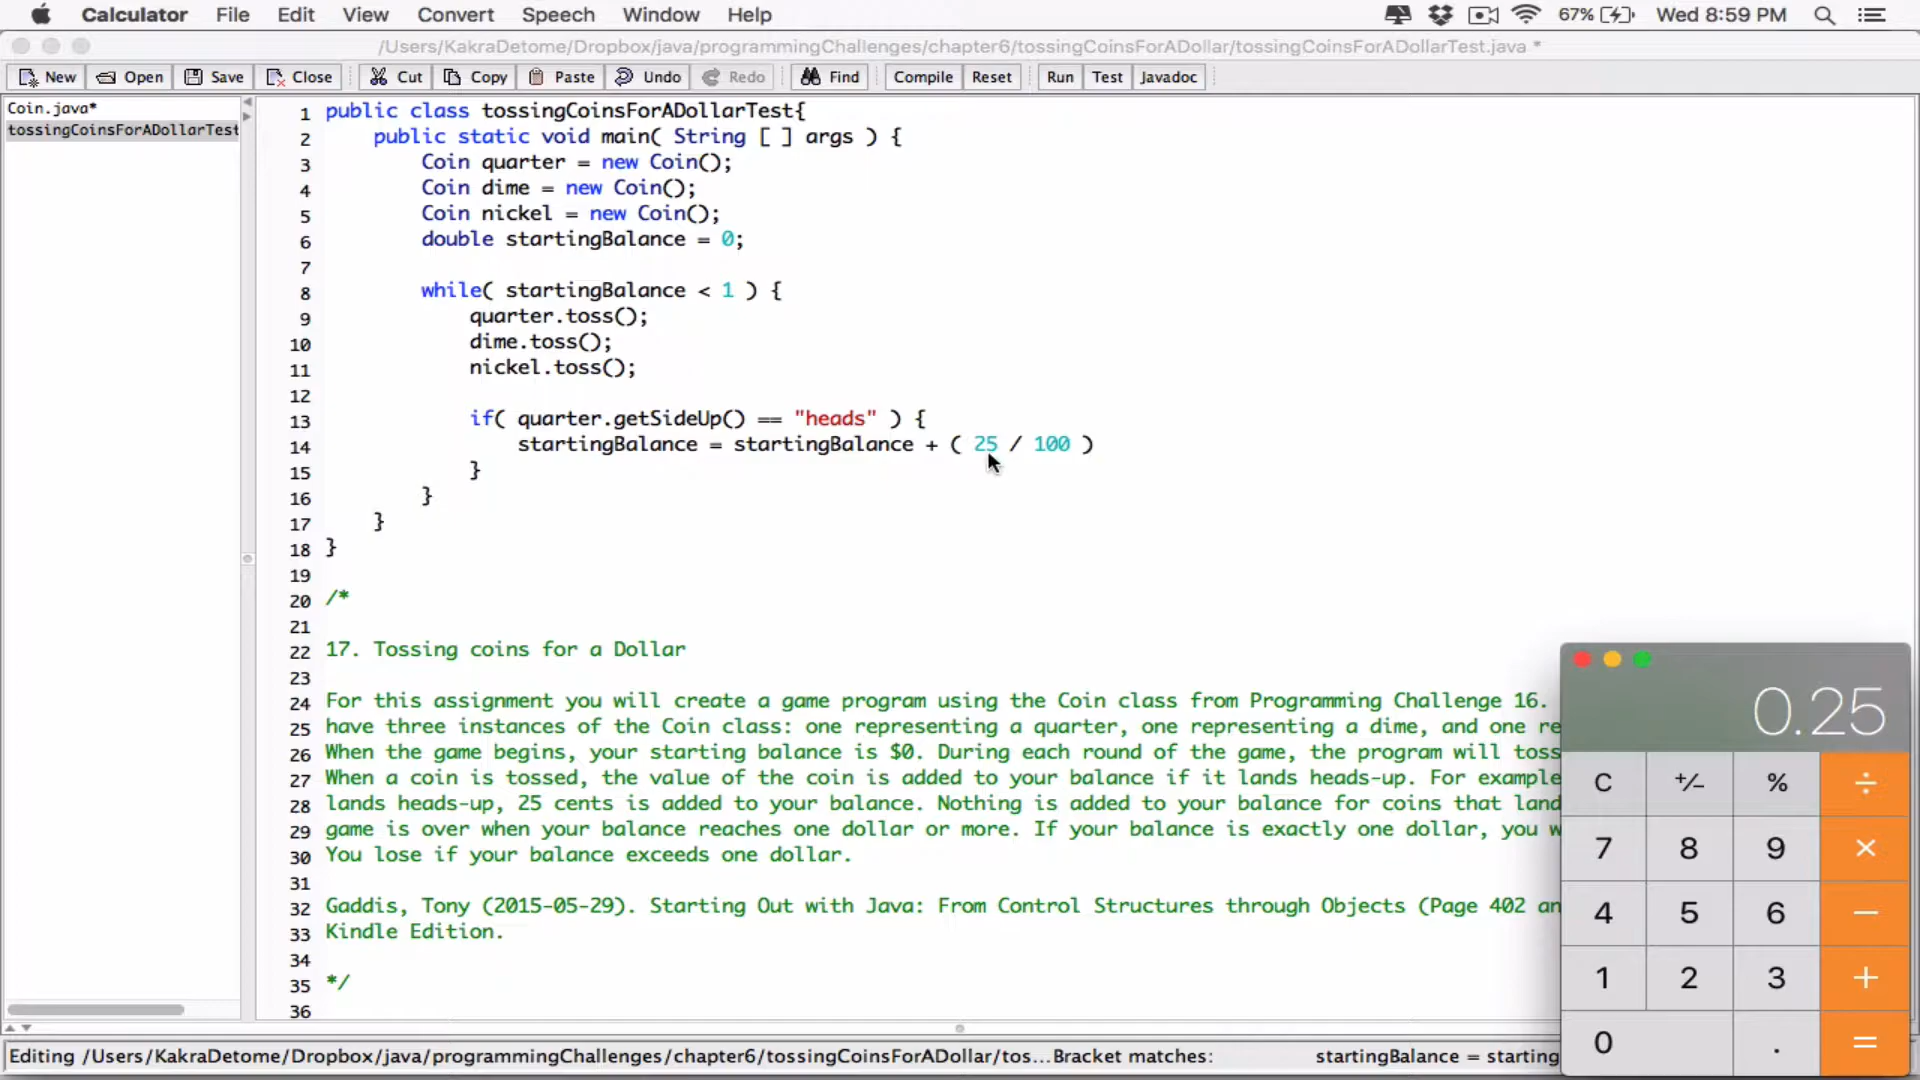 Calculator File Edit View Convert Speech Window Help 67% Wed 8:59 PM
/Users/KakraDetome/Dropbox/java/programmingChallenges/chapter6/tossingCoinsForADollar/tossingCoinsForADollarTest.java *
New Open Save Close Cut Copy Paste Undo Redo Find Compile Reset Run Test Javadoc
Coin.java*
tossingCoinsForADollarTest
1 public class tossingCoinsForADollarTest{
2 public static void main( String [ ] args ) {
3 Coin quarter = new Coin();
4 Coin dime = new Coin();
5 Coin nickel = new Coin();
6 double startingBalance = 0;
7
8 while( startingBalance < 1 ) {
9 quarter.toss();
10 dime.toss();
11 nickel.toss();
12
13 if( quarter.getSideUp() == "heads" ) {
14 startingBalance = startingBalance + ( 25 / 100 )
15 }
16 }
17 }
18 }
19
20 /*
21
22 17. Tossing coins for a Dollar
23
24 For this assignment you will create a game program using the Coin class from Programming Challenge 16.
25 have three instances of the Coin class: one representing a quarter, one representing a dime, and one re
26 When the game begins, your starting balance is $0. During each round of the game, the program will toss
27 When a coin is tossed, the value of the coin is added to your balance if it lands heads-up. For example
28 lands heads-up, 25 cents is added to your balance. Nothing is added to your balance for coins that land
29 game is over when your balance reaches one dollar or more. If your balance is exactly one dollar, you w
30 You lose if your balance exceeds one dollar.
31
32 Gaddis, Tony (2015-05-29). Starting Out with Java: From Control Structures through Objects (Page 402 an
33 Kindle Edition.
34
35 */
36
0.25
C +/- % ÷
7 8 9 ×
4 5 6 −
1 2 3 +
0 . =
Editing /Users/KakraDetome/Dropbox/java/programmingChallenges/chapter6/tossingCoinsForADollar/tos...Bracket matches: startingBalance = starting